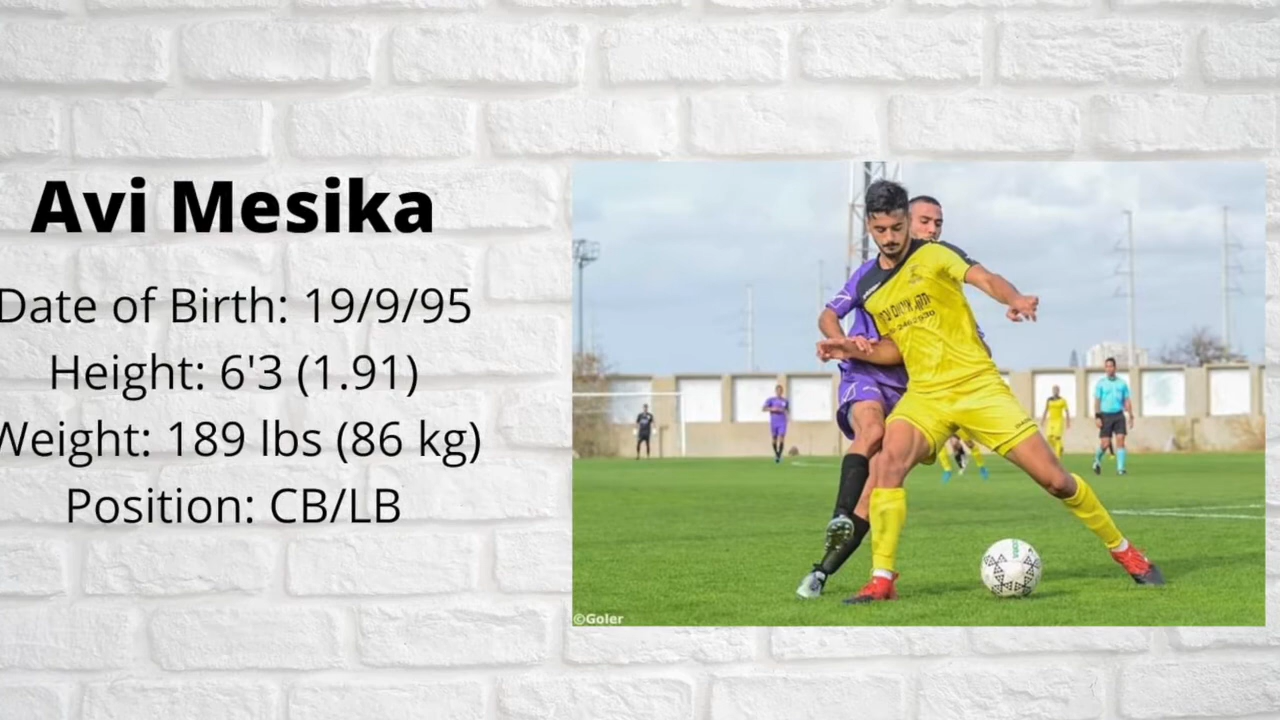 Avi Mesika
Date of Birth: 19/9/95
Height: 6'3 (1.91)
Weight: 189 lbs (86 kg)
Position: CB/LB
©Goler